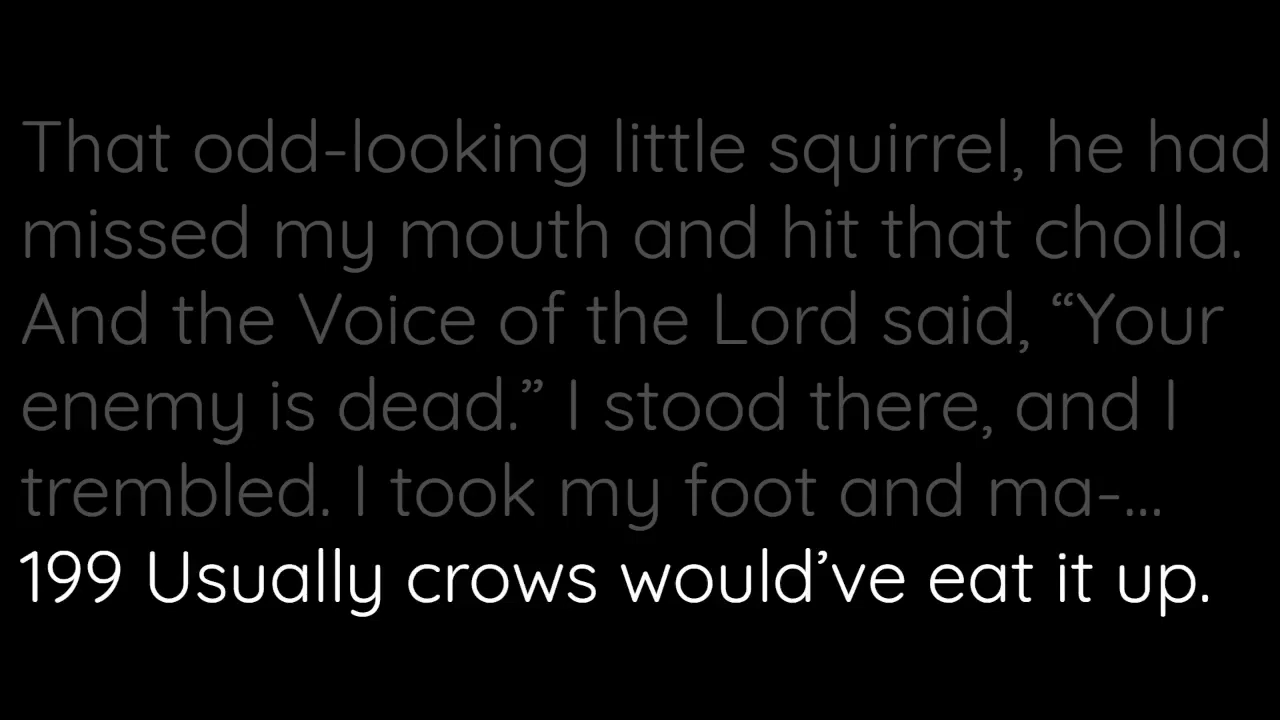 That odd-looking little squirrel, he had
missed my mouth and hit that cholla.
And the Voice of the Lord said, “Your
enemy is dead.” I stood there, and I
trembled. I took my foot and ma-...
199 Usually crows would’ve eat it up.